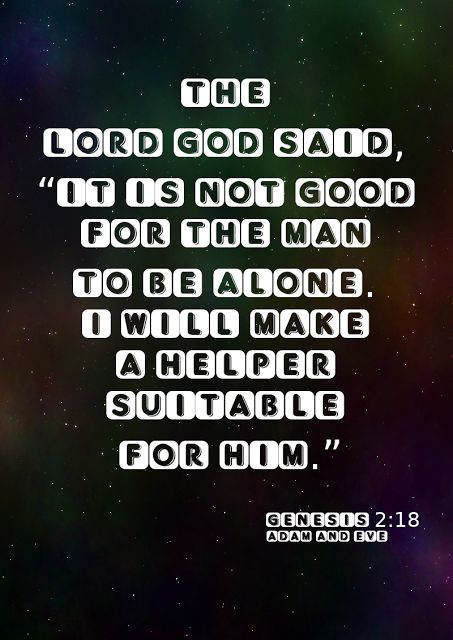 THE
LORD GOD SAID,
“IT IS NOT GOOD
FOR THE MAN
TO BE ALONE.
I WILL MAKE
A HELPER
SUITABLE
FOR HIM.”
GENESIS 2:18
ADAM AND EVE